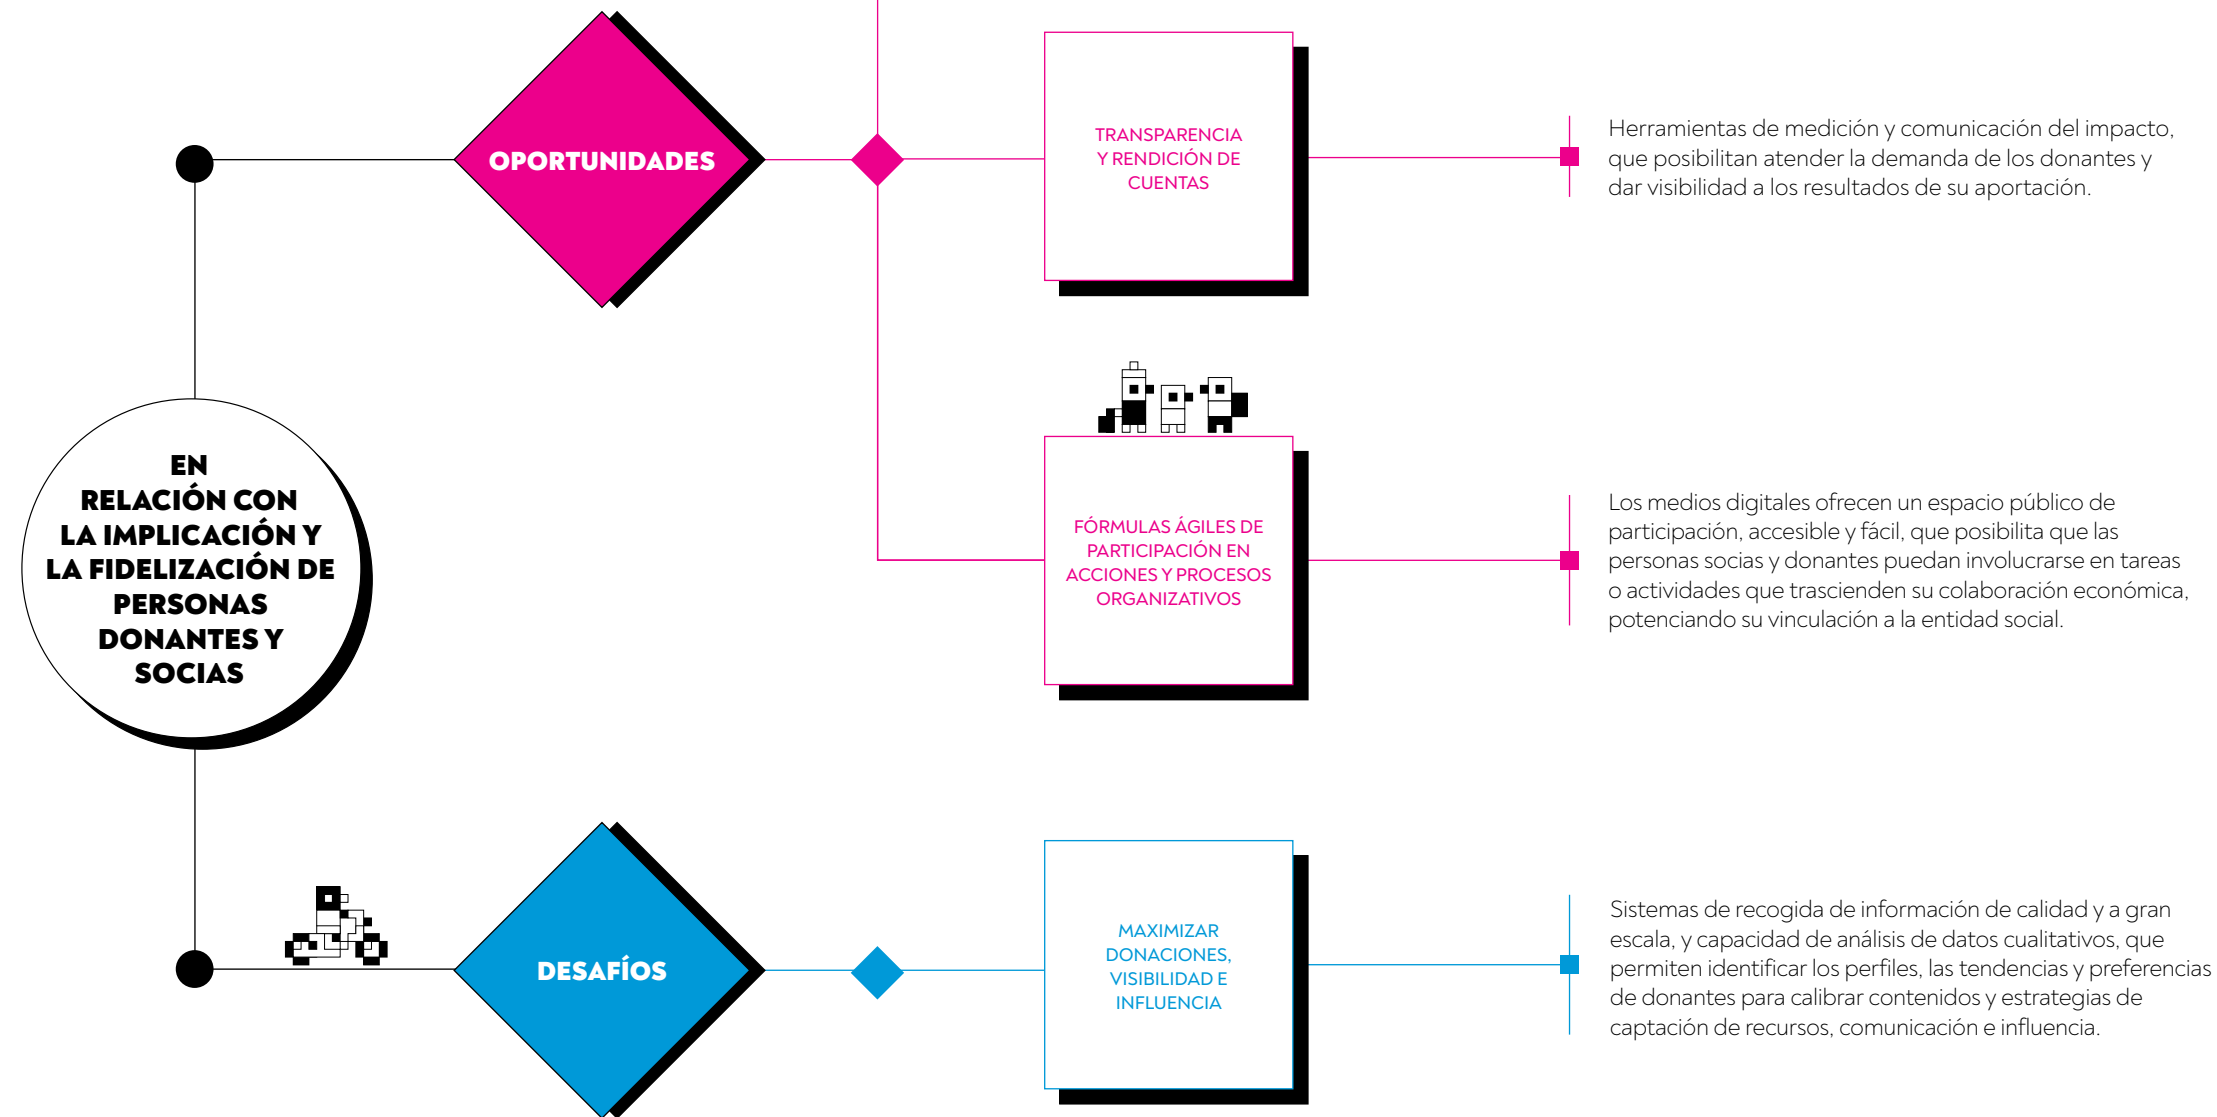 EN
RELACIÓN CON
LA IMPLICACIÓN Y
LA FIDELIZACIÓN DE
PERSONAS
DONANTES Y
SOCIAS
OPORTUNIDADES
TRANSPARENCIA
Y RENDICIÓN DE
CUENTAS
Herramientas de medición y comunicación del impacto,
que posibilitan atender la demanda de los donantes y
dar visibilidad a los resultados de su aportación.
FÓRMULAS ÁGILES DE
PARTICIPACIÓN EN
ACCIONES Y PROCESOS
ORGANIZATIVOS
Los medios digitales ofrecen un espacio público de
participación, accesible y fácil, que posibilita que las
personas socias y donantes puedan involucrarse en tareas
o actividades que trascienden su colaboración económica,
potenciando su vinculación a la entidad social.
DESAFÍOS
MAXIMIZAR
DONACIONES,
VISIBILIDAD E
INFLUENCIA
Sistemas de recogida de información de calidad y a gran
escala, y capacidad de análisis de datos cualitativos, que
permiten identificar los perfiles, las tendencias y preferencias
de donantes para calibrar contenidos y estrategias de
captación de recursos, comunicación e influencia.